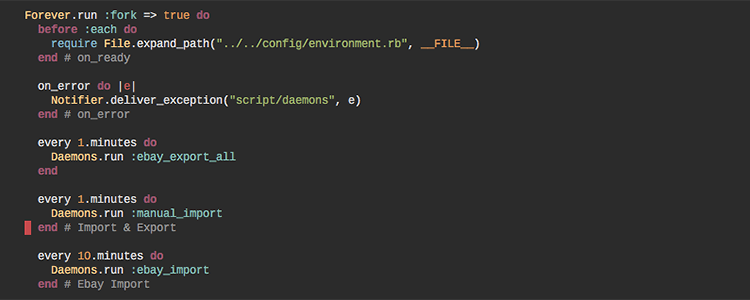 Forever.run :fork => true do
before :each do
require File.expand_path("../../config/environment.rb", __FILE__)
end # on_ready
on_error do |e|
Notifier.deliver_exception("script/daemons", e)
end # on_error
every 1.minutes do
Daemons.run :ebay_export_all
end
every 1.minutes do
Daemons.run :manual_import
end # Import & Export
every 10.minutes do
Daemons.run :ebay_import
end # Ebay Import